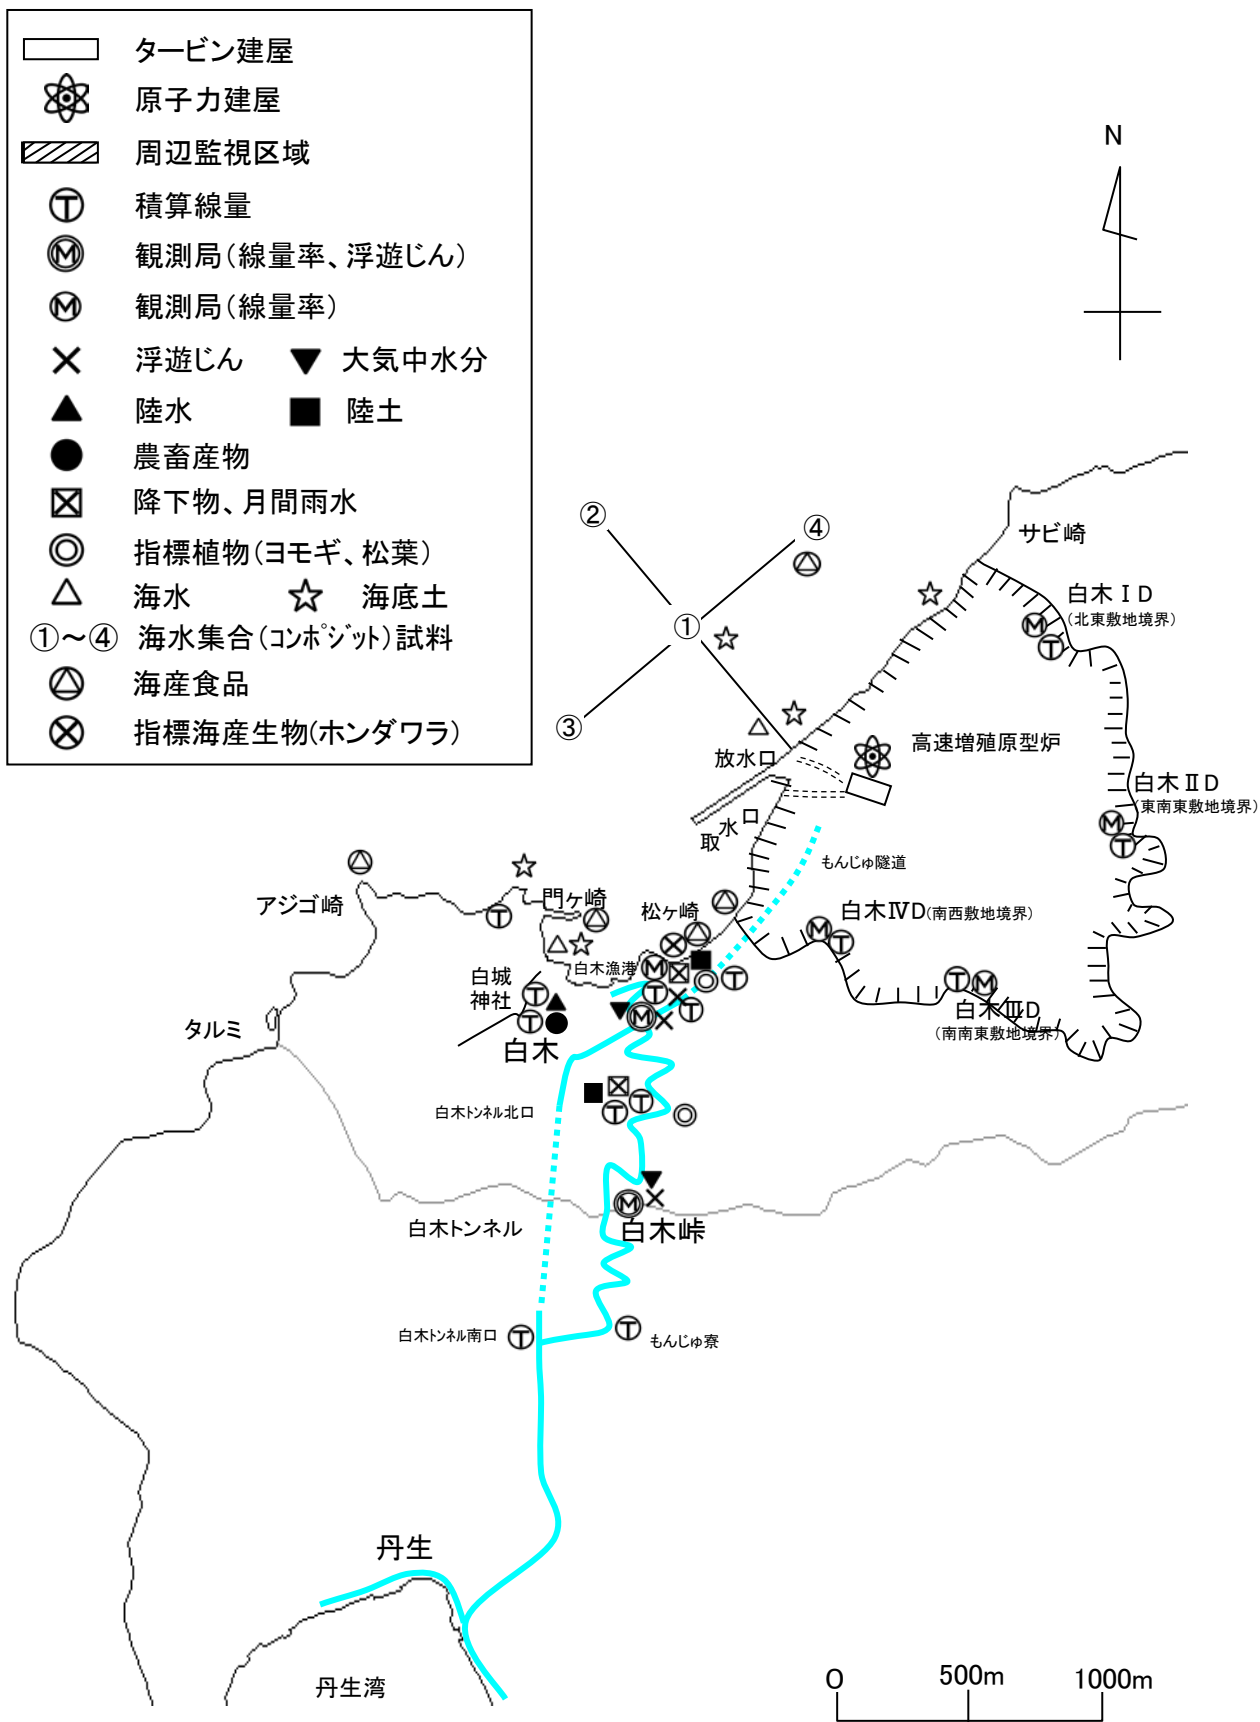 タービン建屋
原子力建屋
周辺監視区域
T 積算線量
M 観測局(線量率、浮遊じん)
M 観測局(線量率)
浮遊じん 大気中水分
陸水 陸土
農畜産物
降下物、月間雨水
指標植物(ヨモギ、松葉)
海水 海底土
①～④ 海水集合(コンポジット)試料
海産食品
指標海産生物(ホンダワラ)
N
②
④
サビ崎
①
白木ⅠD
(北東敷地境界)
M
T
③
放水口
高速増殖原型炉
白木ⅡD
(東南東敷地境界)
M
T
取水口
もんじゅ隧道
アジゴ崎
門ヶ崎
T
松ヶ崎
白木ⅣD(南西敷地境界)
M
T
白木漁港
M
T
T
T
M
白城
神社
T
T
白木
T
M
白木ⅢD
(南南東敷地境界)
タルミ
白木トンネル北口
T
T
白木トンネル
M
白木峠
白木トンネル南口
T
T
もんじゅ寮
丹生
丹生湾
0 500m 1000m